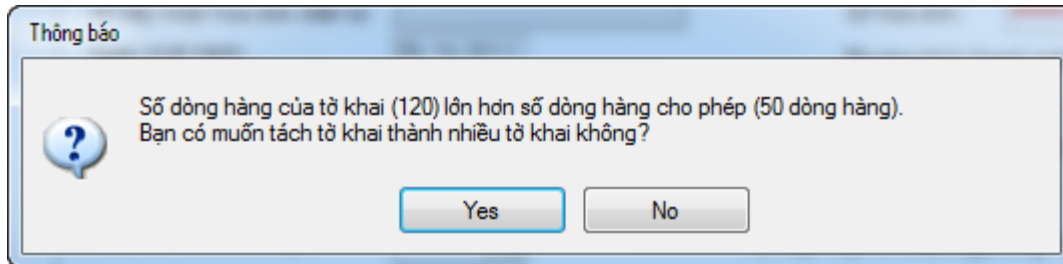 Thông báo
Số dòng hàng của tờ khai (120) lớn hơn số dòng hàng cho phép (50 dòng hàng).
Bạn có muốn tách tờ khai thành nhiều tờ khai không?
Yes
No